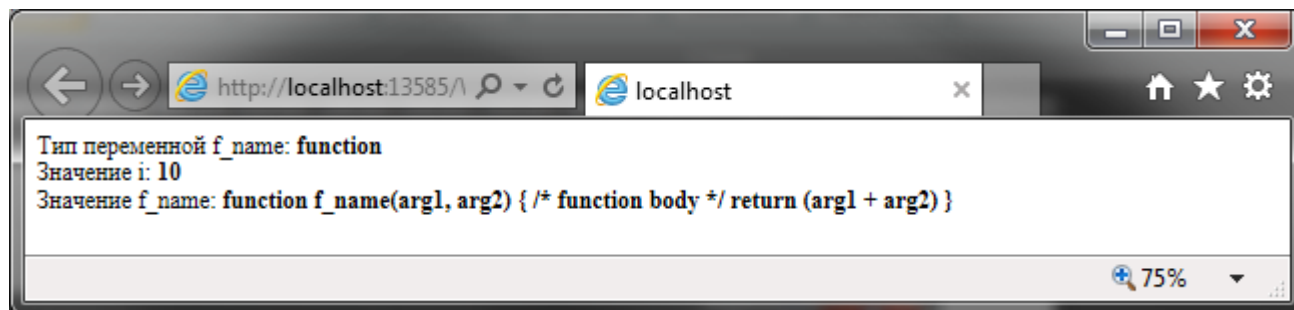 http://localhost:13585/\
localhost
Тип переменной f_name: function
Значение i: 10
Значение f_name: function f_name(arg1, arg2) { /* function body */ return (arg1 + arg2) }
75%